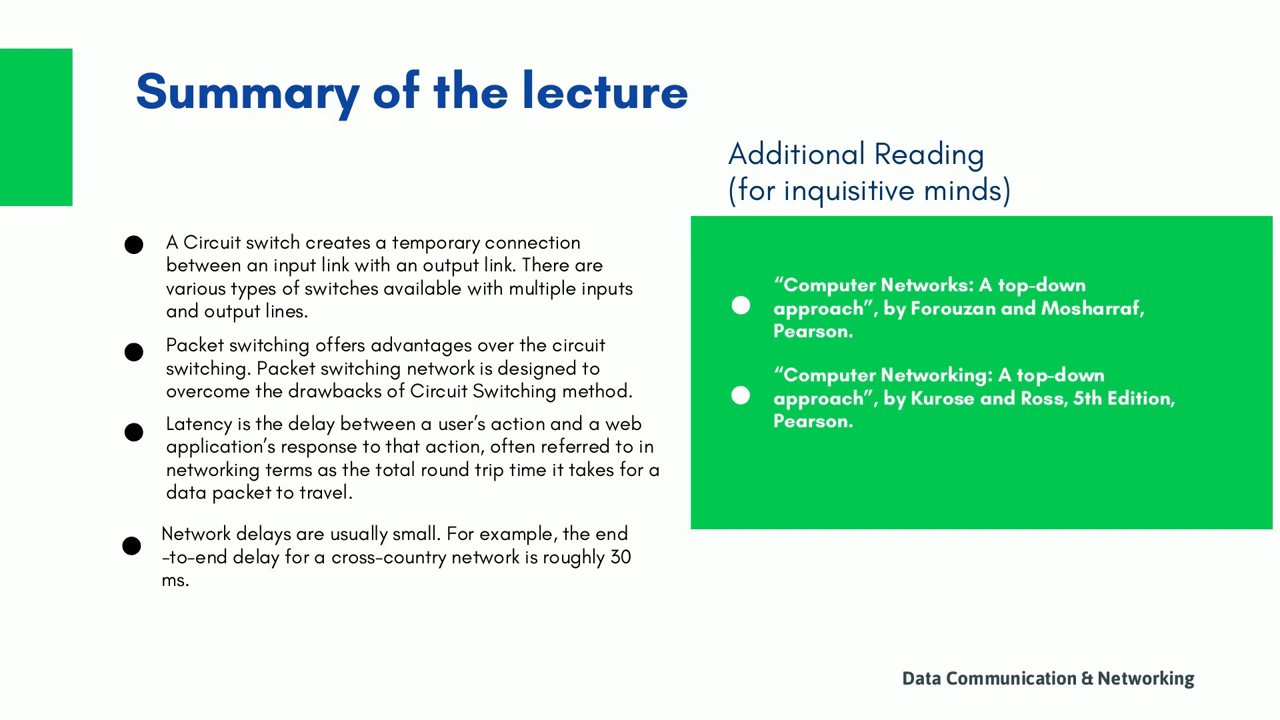 Summary of the lecture
A Circuit switch creates a temporary connection
between an input link with an output link. There are
various types of switches available with multiple inputs
and output lines.
Packet switching offers advantages over the circuit
switching. Packet switching network is designed to
overcome the drawbacks of Circuit Switching method.
Latency is the delay between a user’s action and a web
application’s response to that action, often referred to in
networking terms as the total round trip time it takes for a
data packet to travel.
Network delays are usually small. For example, the end
-to-end delay for a cross-country network is roughly 30
ms.
Additional Reading
(for inquisitive minds)
“Computer Networks: A top-down
approach”, by Forouzan and Mosharraf,
Pearson.
“Computer Networking: A top-down
approach”, by Kurose and Ross, 5th Edition,
Pearson.
Data Communication & Networking